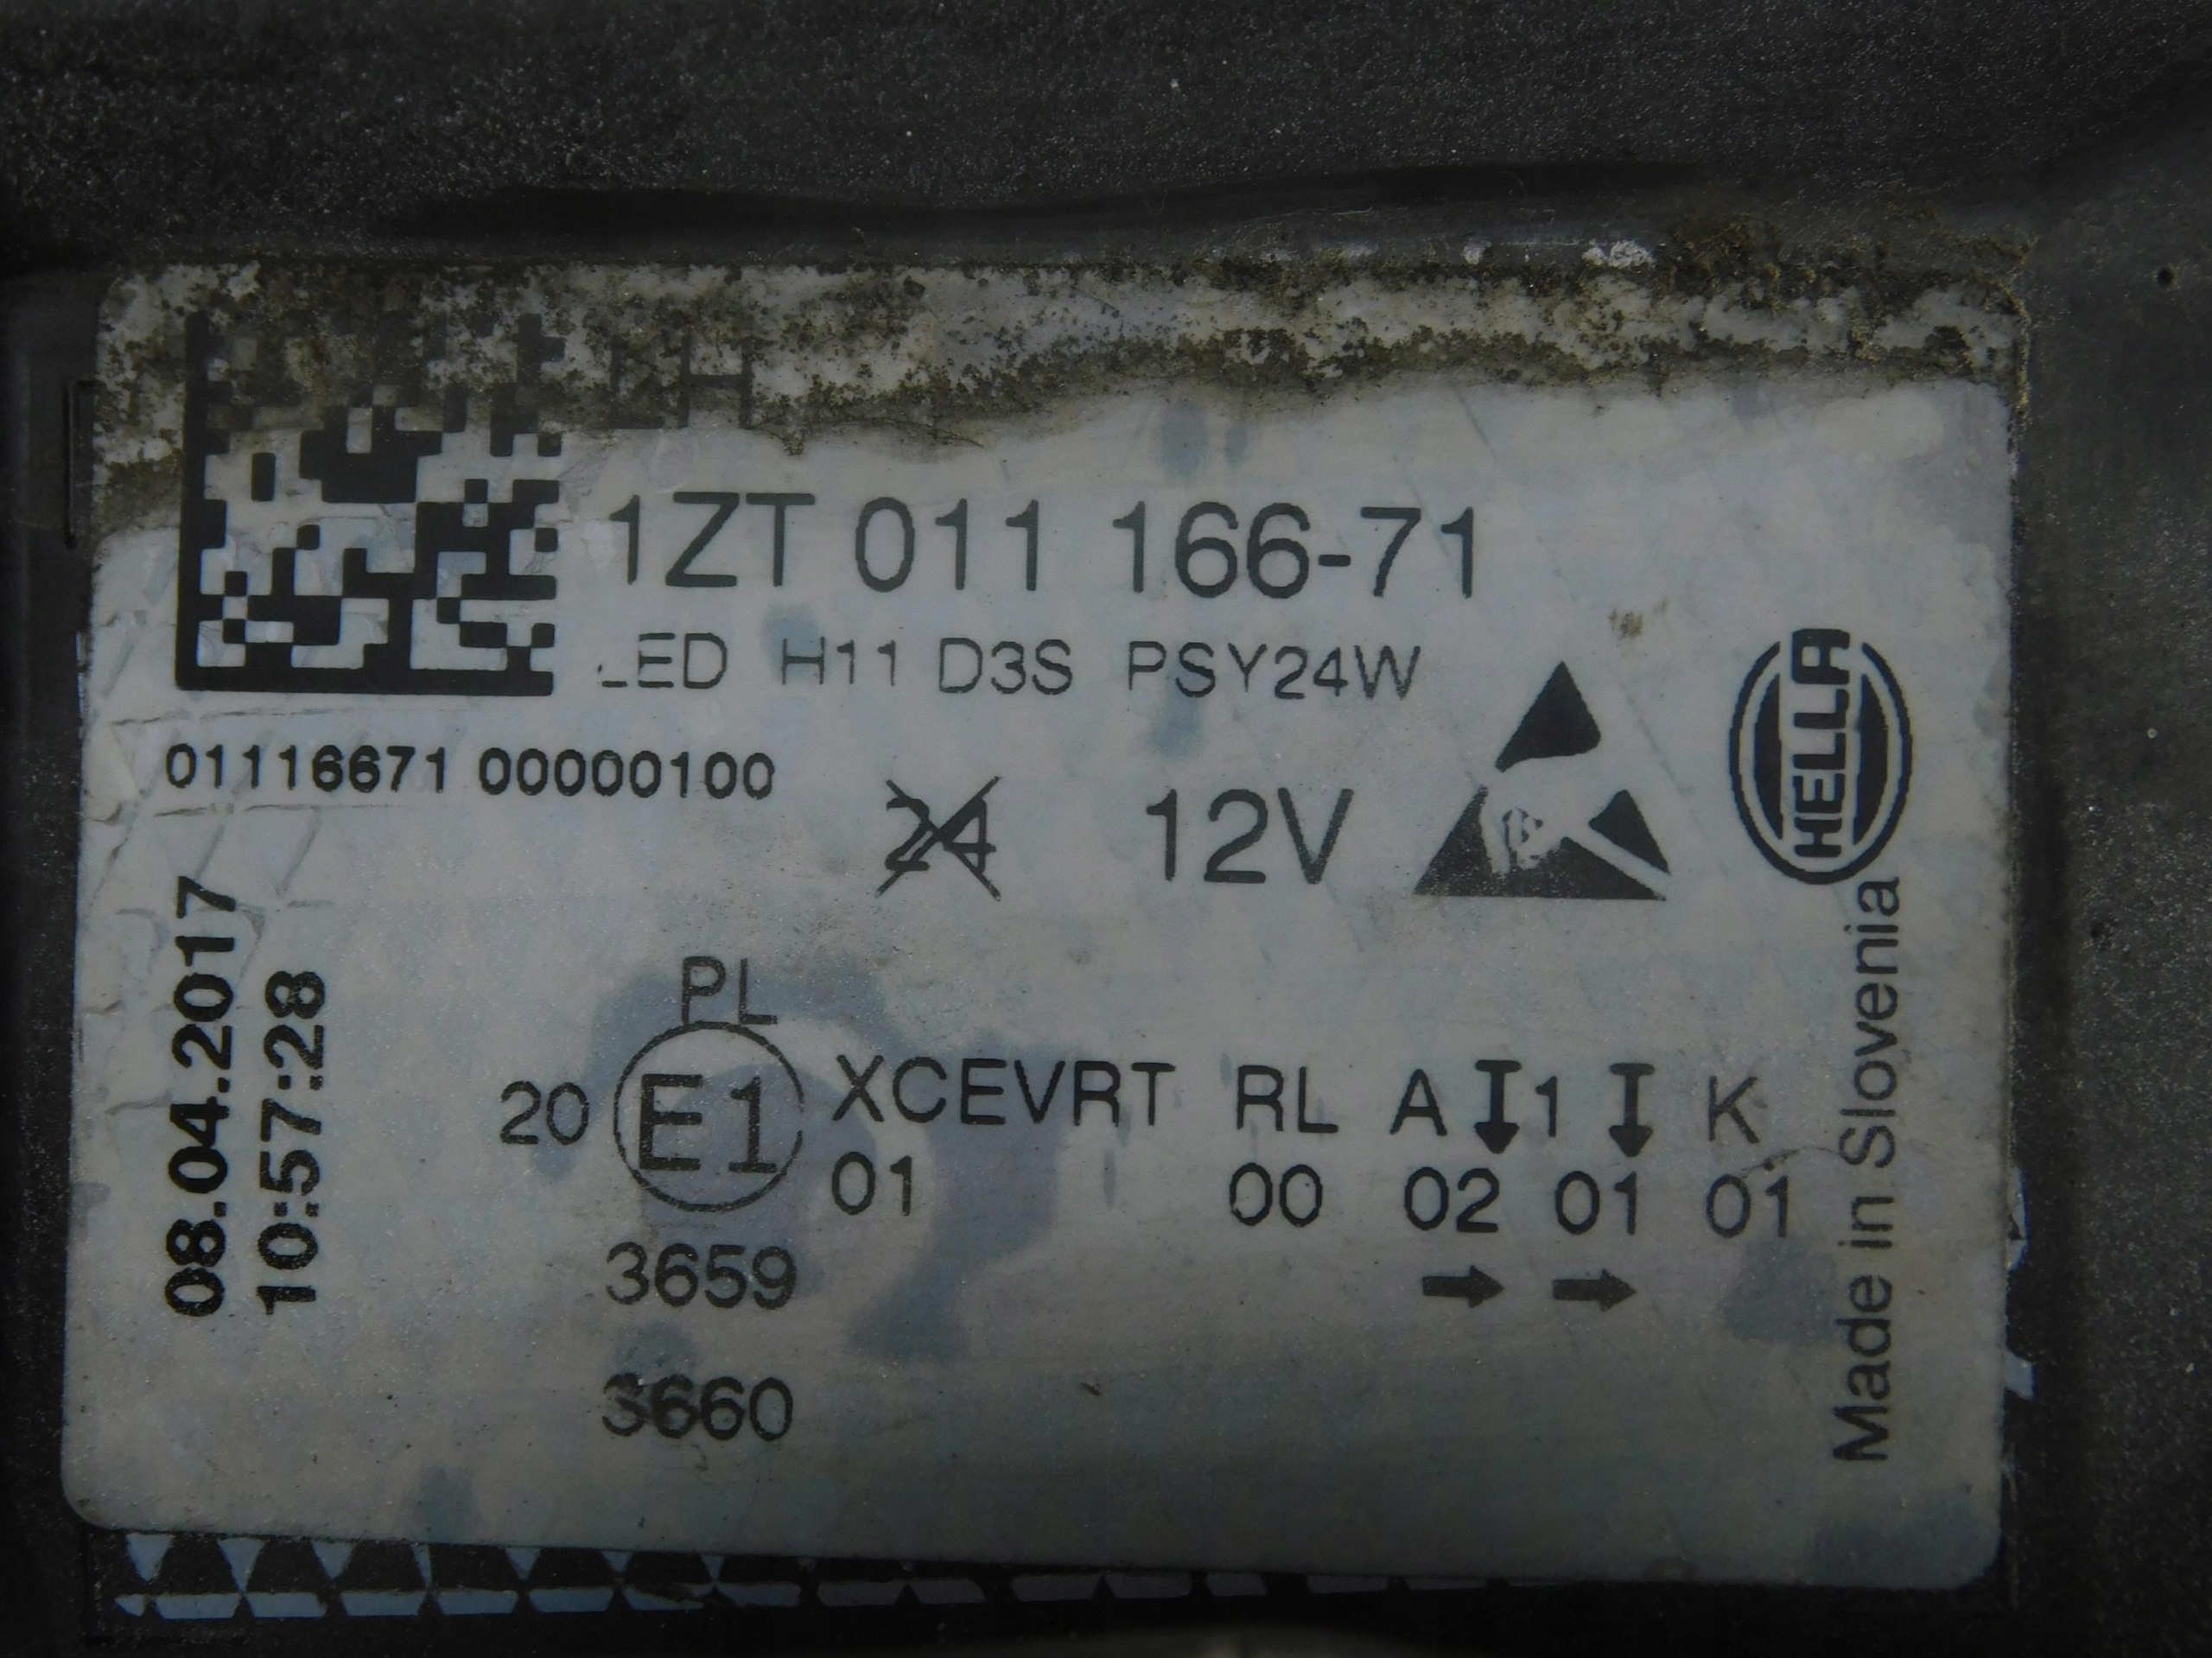 LH
1ZT 011 166-71
LED H11 D3S PSY24W
01116671 00000100
24 12V
HELLA
08.04.2017
10:57:28
PL
20 E1 XCEVRT RL A 1 K
01 00 02 01 01
3659
3660
Made in Slovenia